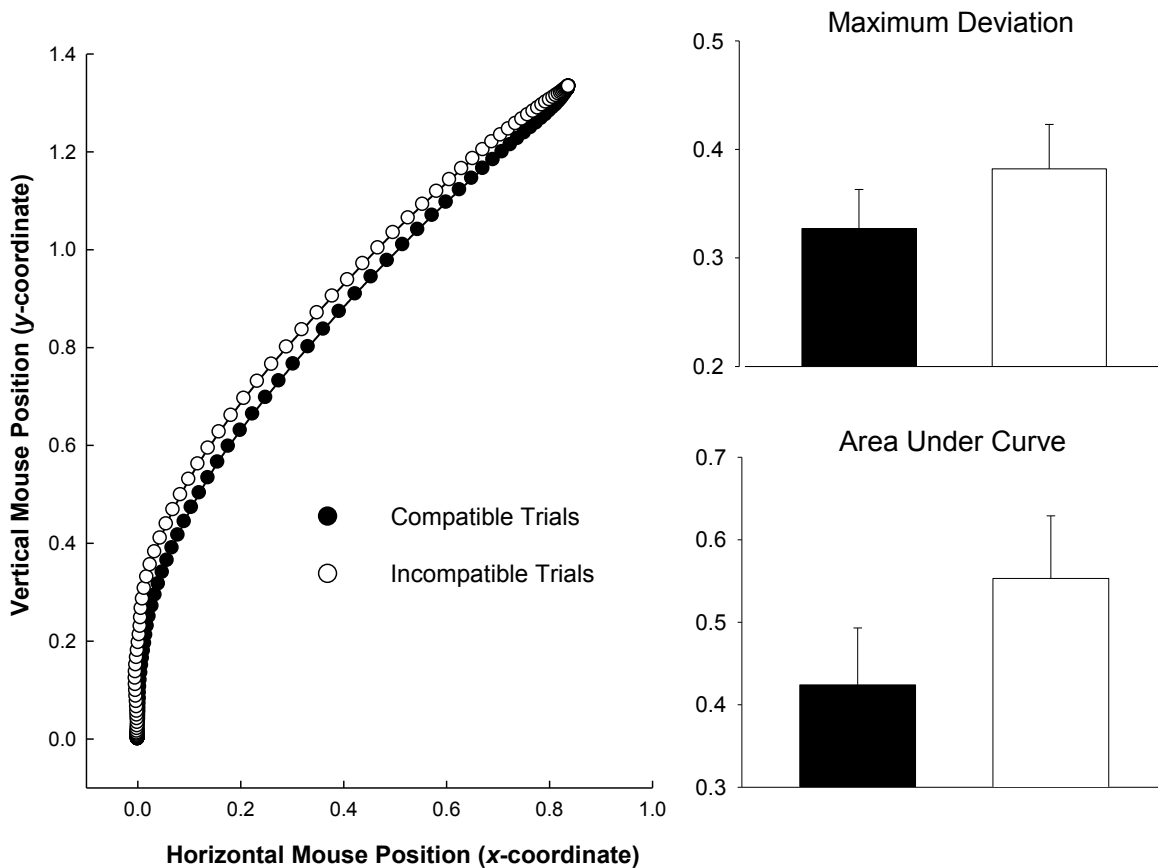 Vertical Mouse Position (y-coordinate)
1.4
1.2
1.0
0.8
0.6
0.4
0.2
0.0
0.0 0.2 0.4 0.6 0.8 1.0
Horizontal Mouse Position (x-coordinate)
Compatible Trials
Incompatible Trials
Maximum Deviation
0.5
0.4
0.3
0.2
Area Under Curve
0.7
0.6
0.5
0.4
0.3